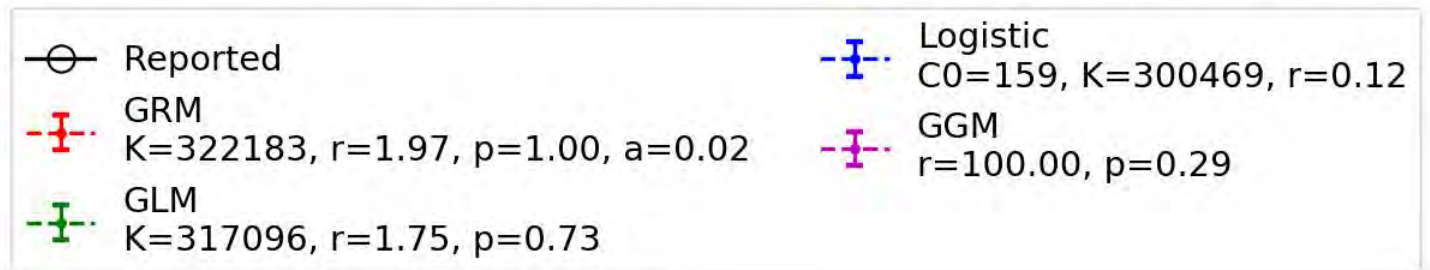 Reported
GRM
K=322183, r=1.97, p=1.00, a=0.02
GLM
K=317096, r=1.75, p=0.73
Logistic
C0=159, K=300469, r=0.12
GGM
r=100.00, p=0.29